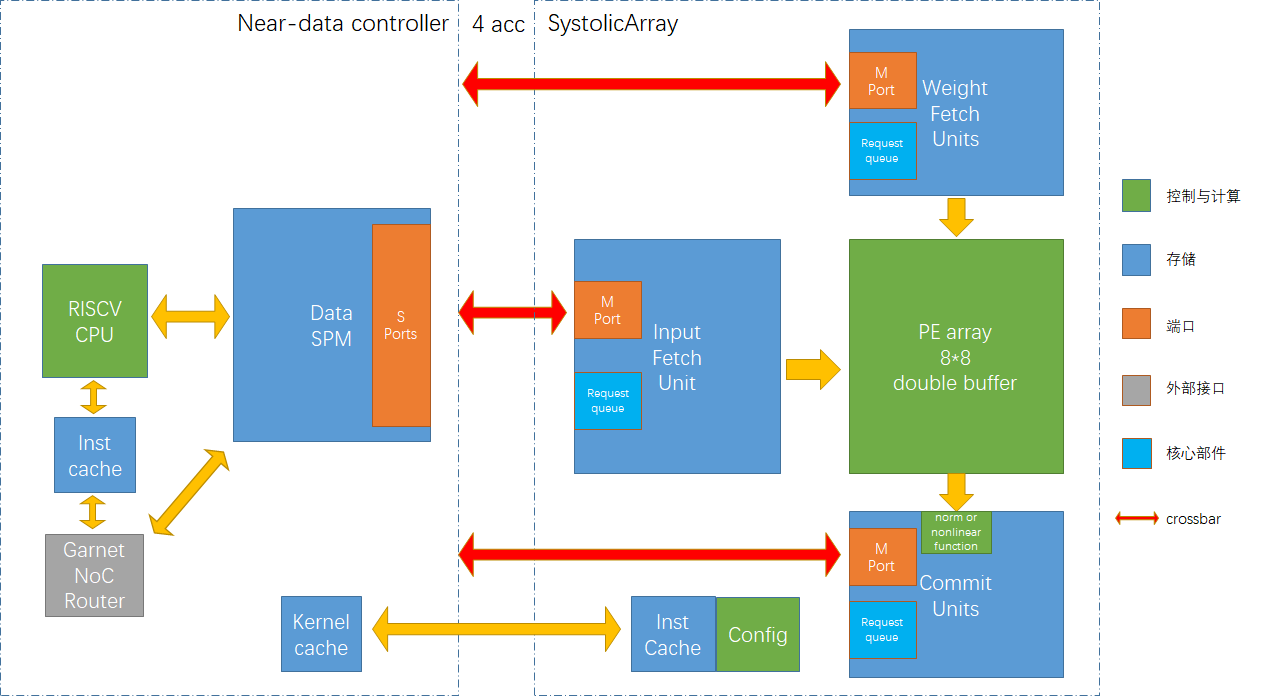 Near-data controller
4 acc
SystolicArray
M
Port
Request
queue
Weight
Fetch
Units
RISCV
CPU
Data
SPM
S
Ports
M
Port
Request
queue
Input
Fetch
Unit
PE array
8*8
double buffer
Inst
cache
Garnet
NoC
Router
Kernel
cache
Inst
Cache
Config
norm or
nonlinear
function
M
Port
Request
queue
Commit
Units
控制与计算
存储
端口
外部接口
核心部件
crossbar